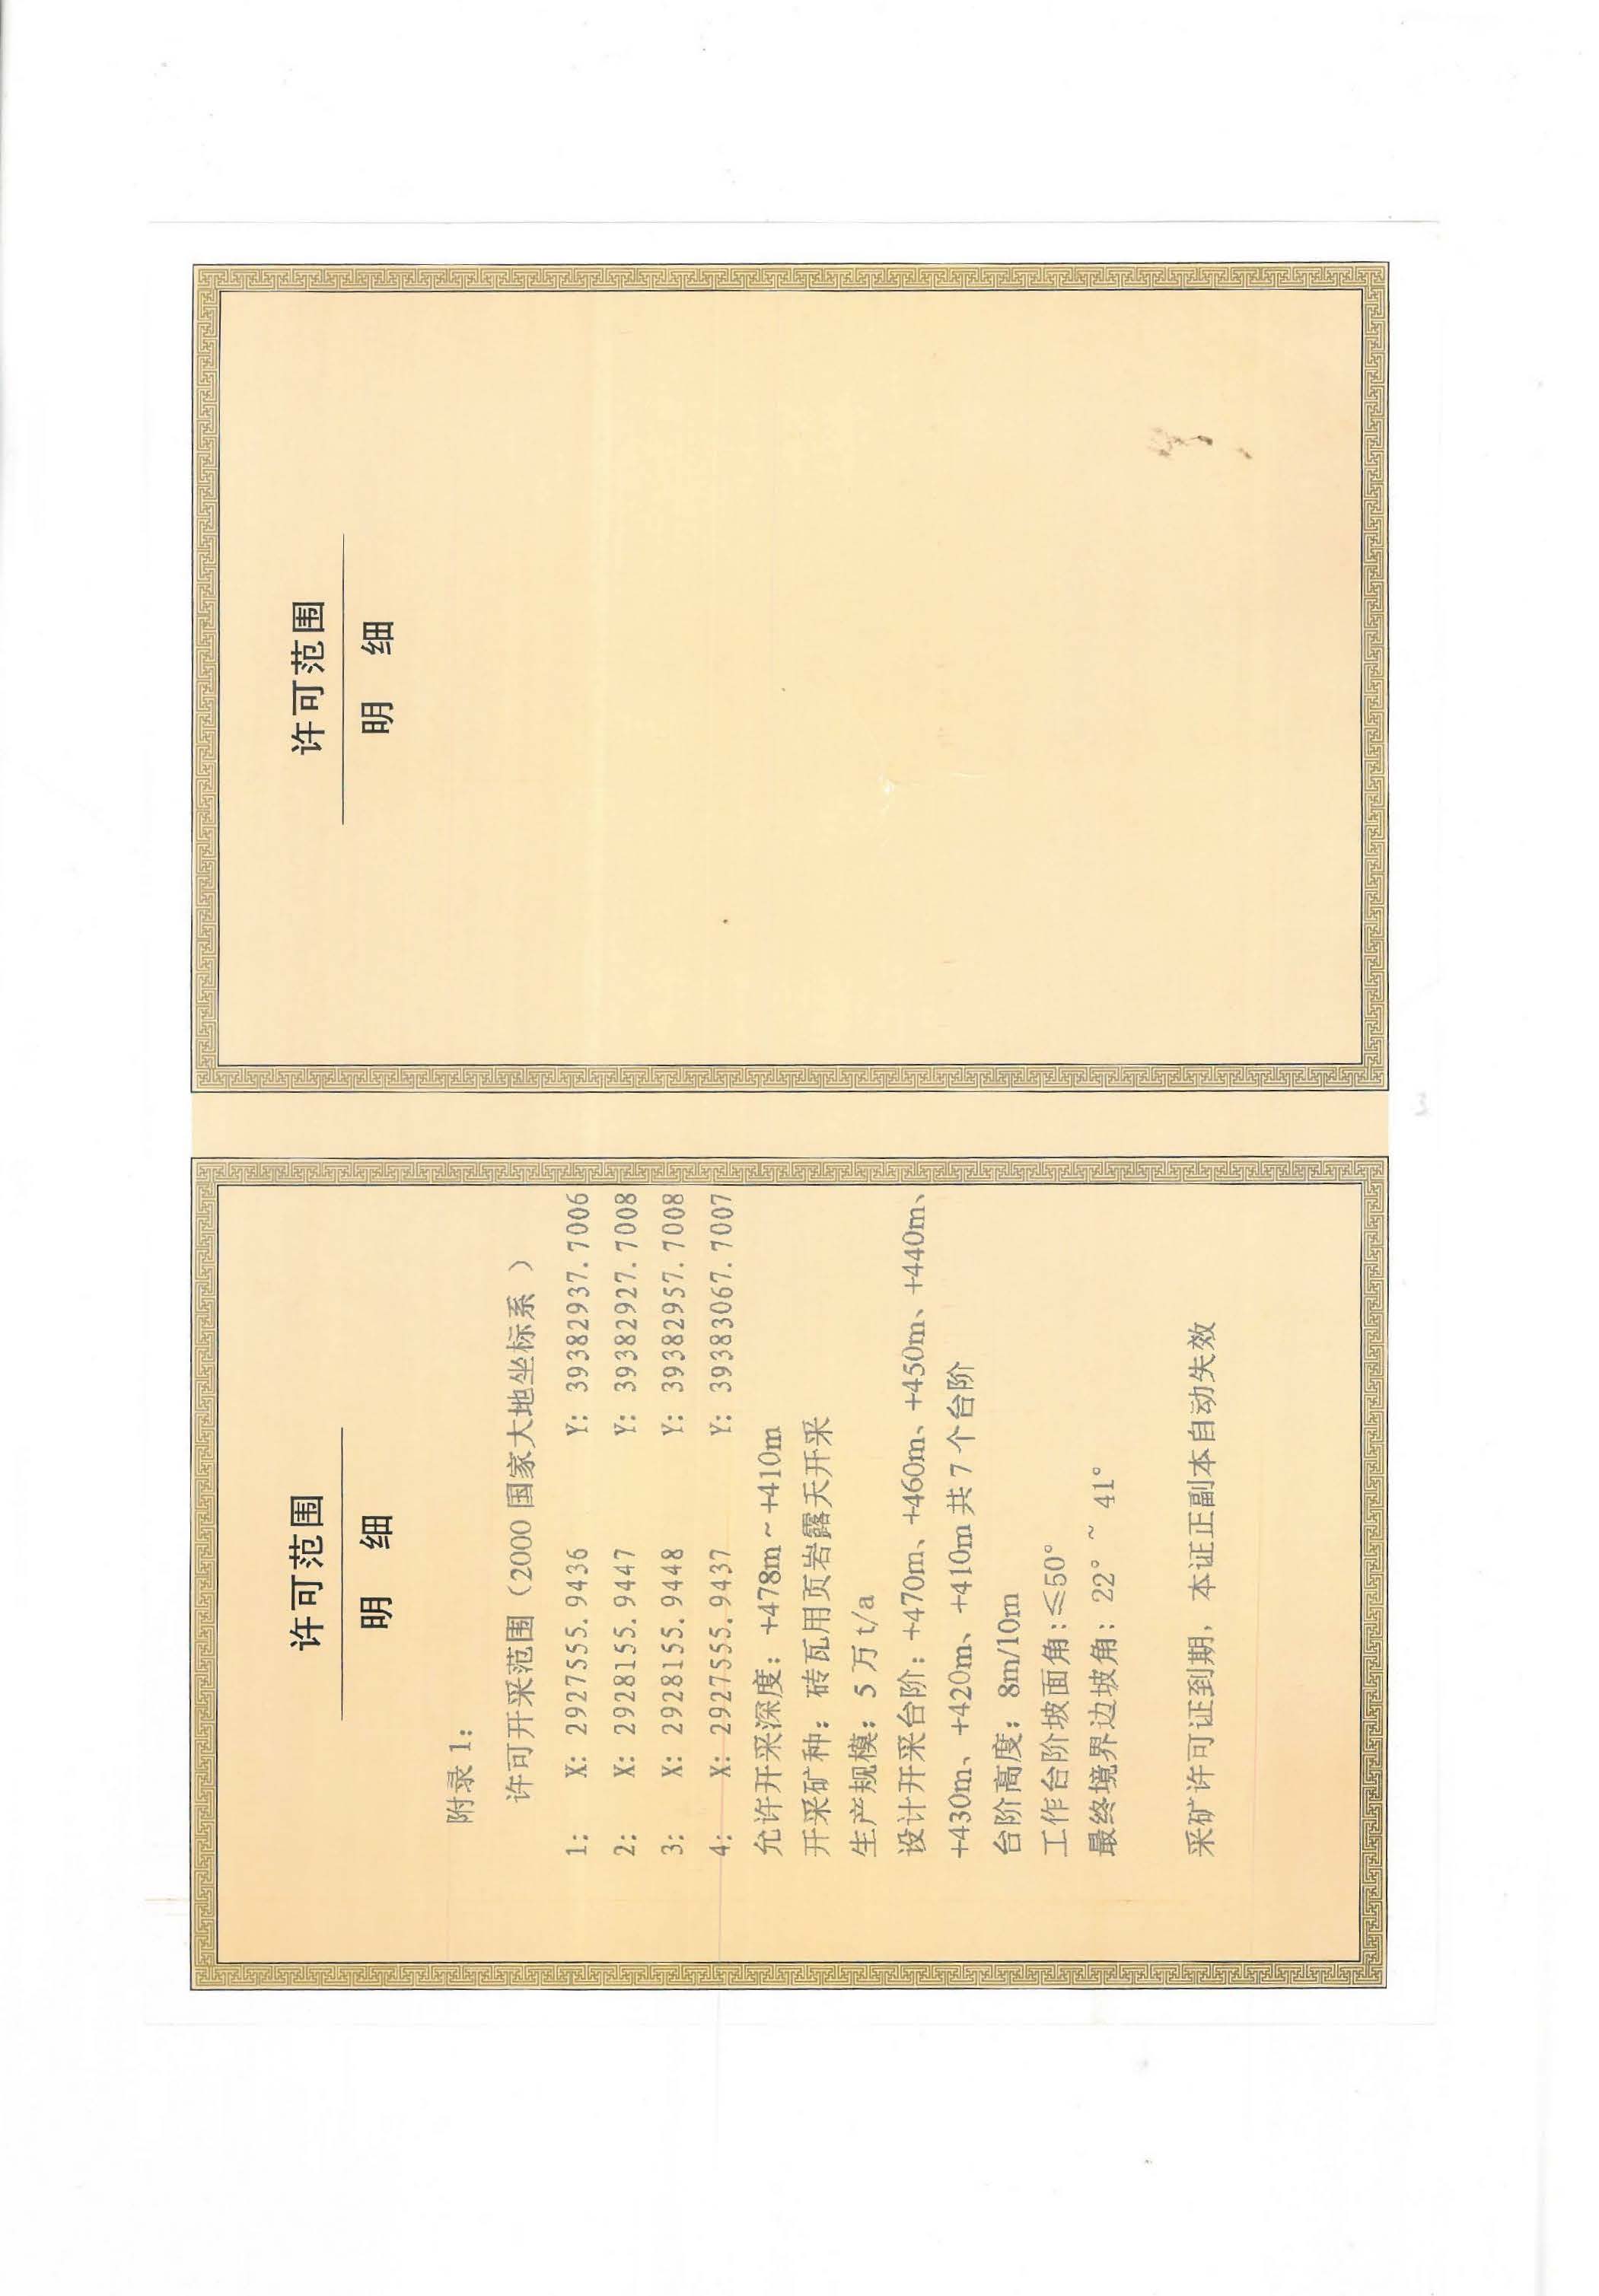 许可范围
明 细
附录 1:
许可开采范围（2000 国家大地坐标系 ）
1: X: 2927555.9436 Y: 39382937.7006
2: X: 2928155.9447 Y: 39382927.7008
3: X: 2928155.9448 Y: 39382957.7008
4: X: 2927555.9437 Y: 39383067.7007
允许开采深度：+478m~+410m
开采矿种：砖瓦用页岩露天开采
生产规模：5 万 t/a
设计开采台阶：+470m、+460m、+450m、+440m、
+430m、+420m、+410m 共 7 个台阶
台阶高度：8m/10m
工作台阶坡面角：≤50°
最终境界边坡角：22° ~ 41°
采矿许可证到期，本证正副本自动失效
许可范围
明 细